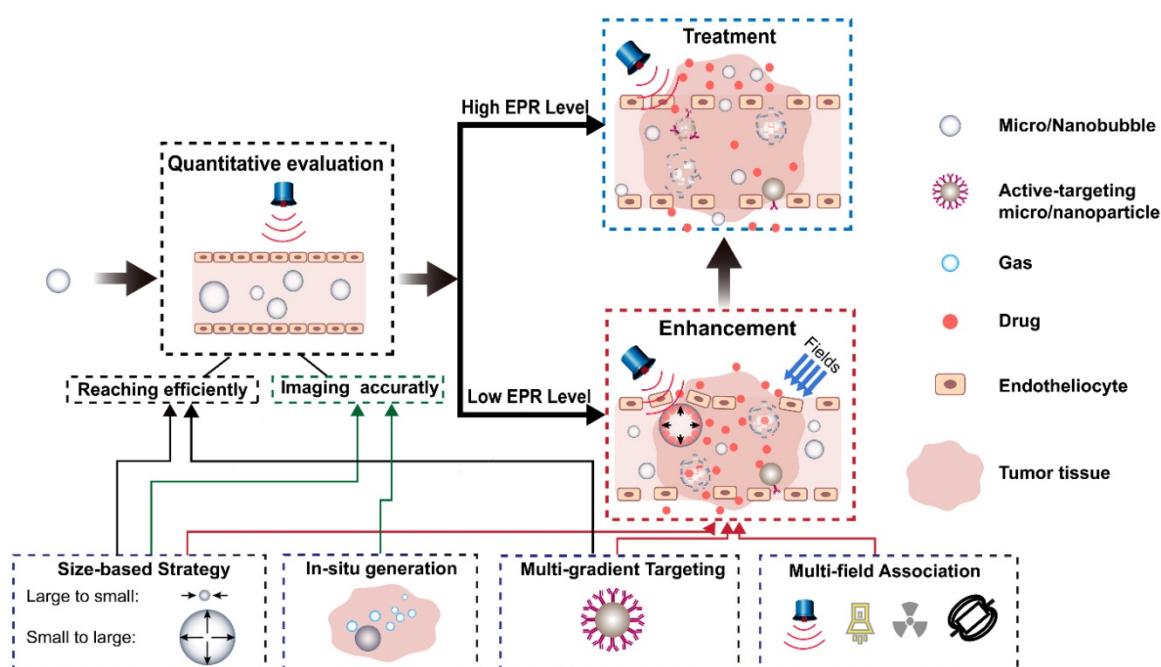 Treatment
High EPR Level
Quantitative evaluation
Micro/Nanobubble
Active-targeting
micro/nanoparticle
Gas
Drug
Enhancement
Fields
Reaching efficiently
Imaging accuratly
Low EPR Level
Endotheliocyte
Tumor tissue
Size-based Strategy
Large to small:
Small to large:
In-situ generation
Multi-gradient Targeting
Multi-field Association